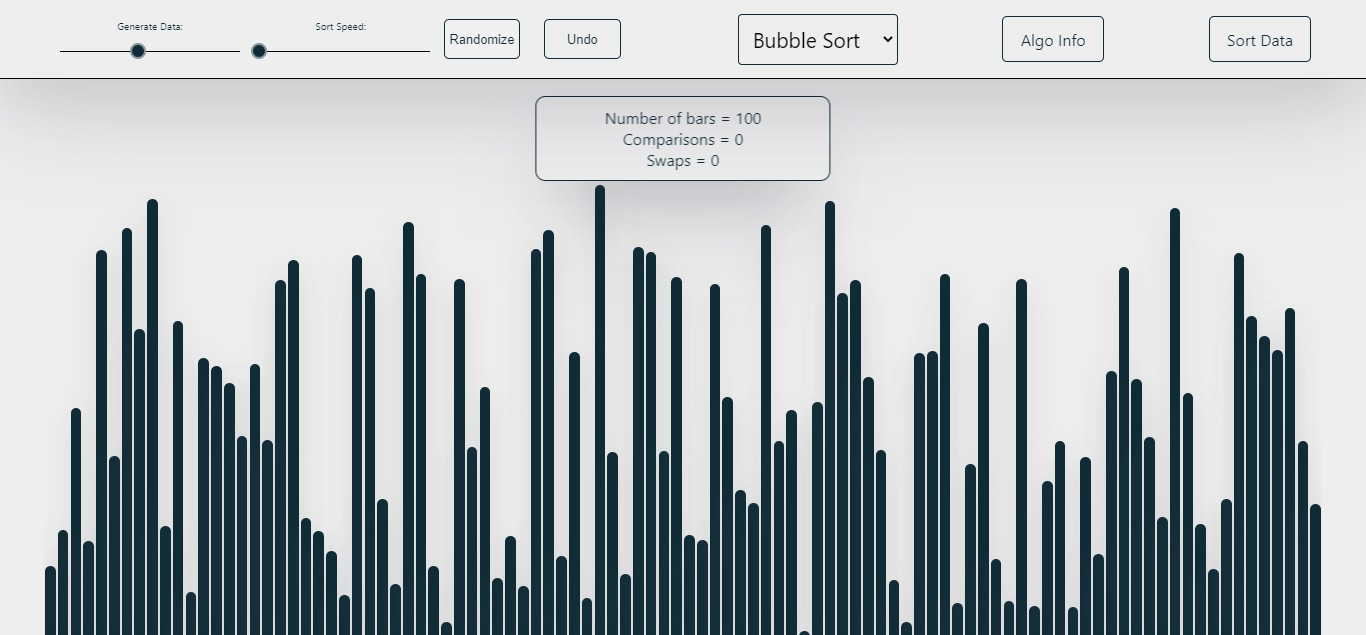 Generate Data:
Sort Speed:
Randomize
Undo
Bubble Sort
Algo Info
Sort Data
Number of bars = 100
Comparisons = 0
Swaps = 0